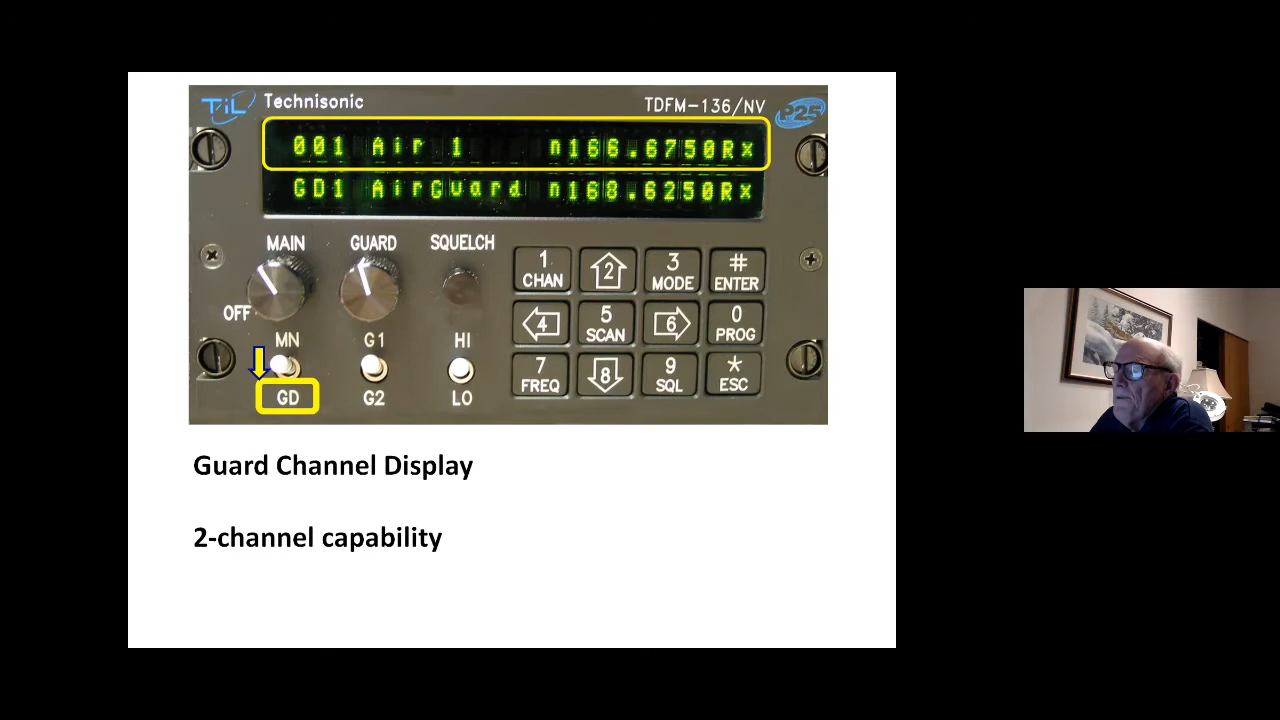 TiL Technisonic TDFM-136/NV P25
001 Air 1 n166.6750Rx
GD1 AirGuard n168.6250Rx
MAIN GUARD SQUELCH
OFF
MN G1 HI
GD G2 LO
1 CHAN 2 3 MODE # ENTER
4 5 SCAN 6 0 PROG
7 FREQ 8 9 SQL * ESC
Guard Channel Display
2-channel capability